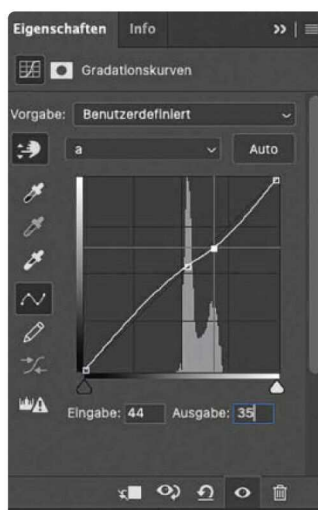 Eigenschaften Info
Gradationskurven
Vorgabe: Benutzerdefiniert
a Auto
Eingabe: 44 Ausgabe: 35